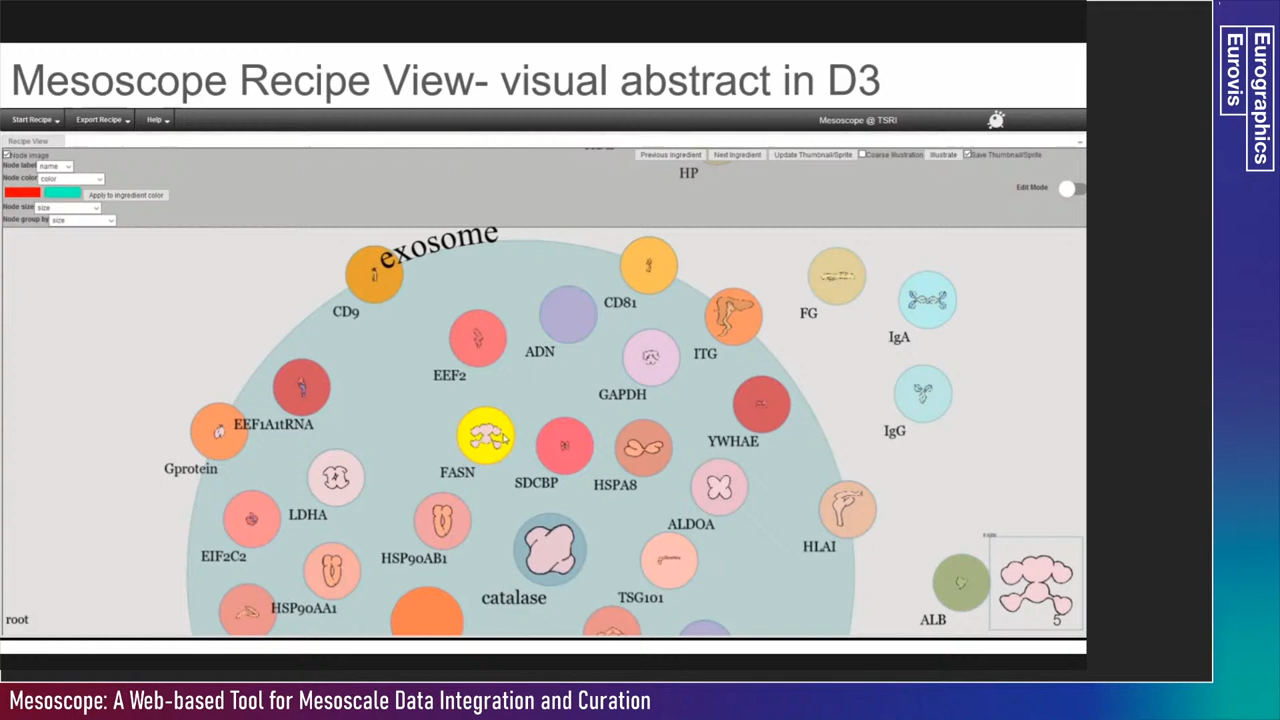 Mesoscope Recipe View- visual abstract in D3
Start Recipe
Export Recipe
Help
Mesoscope @ TSRI
Recipe View
Node image
Node label name
Node color color
Apply to ingredient color
Node size size
Node group by size
Previous Ingredient
Next Ingredient
Update Thumbnail/Sprite
Coarse Illustration
Illustrate
Save Thumbnail/Sprite
HP
Edit Mode
exosome
CD9
CD81
FG
IgA
EEF2
ADN
ITG
GAPDH
IgG
EEF1A1tRNA
YWHAE
Gprotein
FASN
SDCBP
HSPA8
LDHA
ALDOA
EIF2C2
HSP90AB1
HLAI
HSP90AA1
catalase
TSG101
ALB
5
root
Eurographics
Eurovis
Mesoscope: A Web-based Tool for Mesoscale Data Integration and Curation